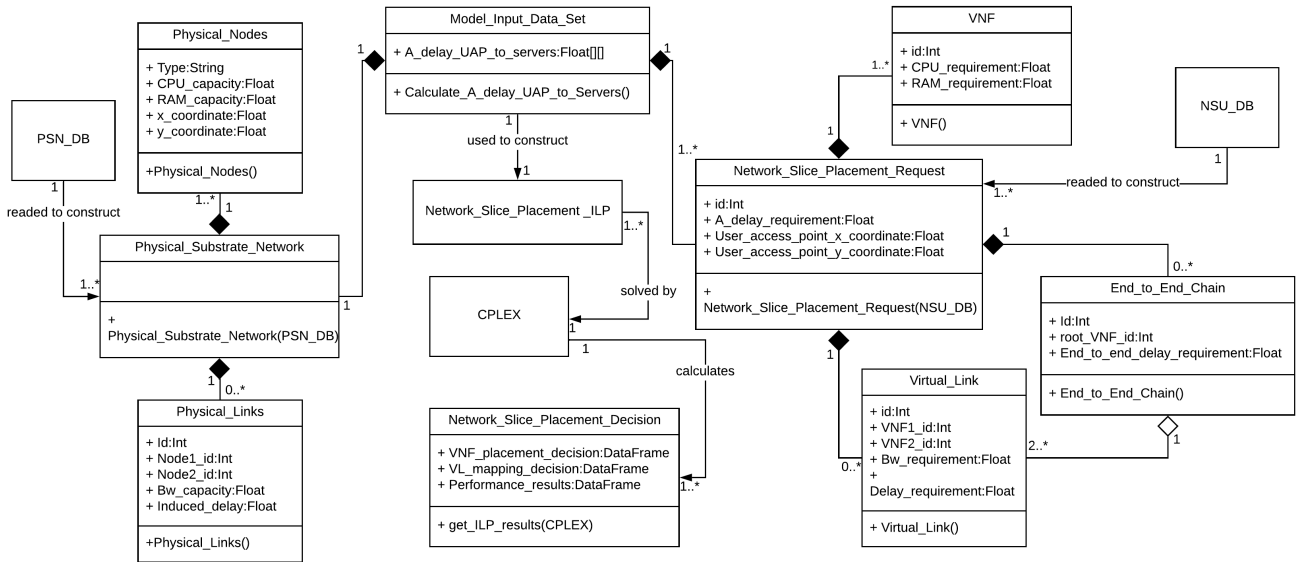 Physical_Nodes
+ Type:String
+ CPU_capacity:Float
+ RAM_capacity:Float
+ x_coordinate:Float
+ y_coordinate:Float
+Physical_Nodes()
1..*
1
PSN_DB
1
readed to construct
1..*
Physical_Substrate_Network
+
Physical_Substrate_Network(PSN_DB)
1
1
1
0..*
Physical_Links
+ Id:Int
+ Node1_id:Int
+ Node2_id:Int
+ Bw_capacity:Float
+ Induced_delay:Float
+Physical_Links()
Model_Input_Data_Set
+ A_delay_UAP_to_servers:Float[][]
+ Calculate_A_delay_UAP_to_Servers()
1
1
used to construct
1
1..*
Network_Slice_Placement _ILP
1..*
solved by
CPLEX
1
1
calculates
Network_Slice_Placement_Decision
+ VNF_placement_decision:DataFrame
+ VL_mapping_decision:DataFrame
+ Performance_results:DataFrame
+ get_ILP_results(CPLEX)
1..*
VNF
+ id:Int
+ CPU_requirement:Float
+ RAM_requirement:Float
+ VNF()
1..*
1
NSU_DB
1
readed to construct
1..*
Network_Slice_Placement_Request
+ id:Int
+ A_delay_requirement:Float
+ User_access_point_x_coordinate:Float
+ User_access_point_y_coordinate:Float
+
Network_Slice_Placement_Request(NSU_DB)
1
0..*
End_to_End_Chain
+ Id:Int
+ root_VNF_id:Int
+ End_to_end_delay_requirement:Float
+ End_to_End_Chain()
1
2..*
1
0..*
Virtual_Link
+ id:Int
+ VNF1_id:Int
+ VNF2_id:Int
+ Bw_requirement:Float
+
Delay_requirement:Float
+ Virtual_Link()